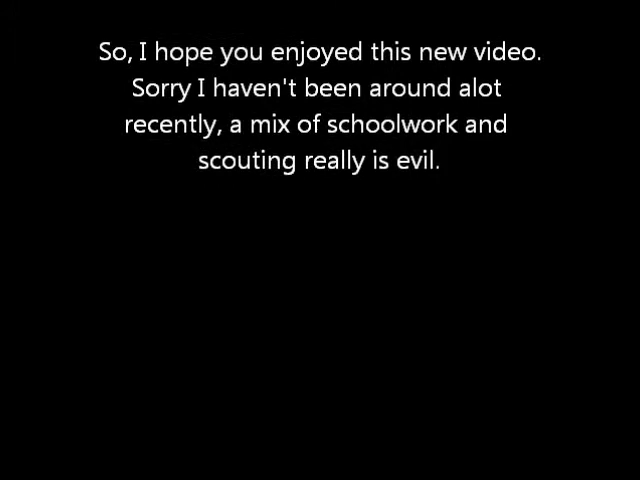 So, I hope you enjoyed this new video.
Sorry I haven't been around alot
recently, a mix of schoolwork and
scouting really is evil.